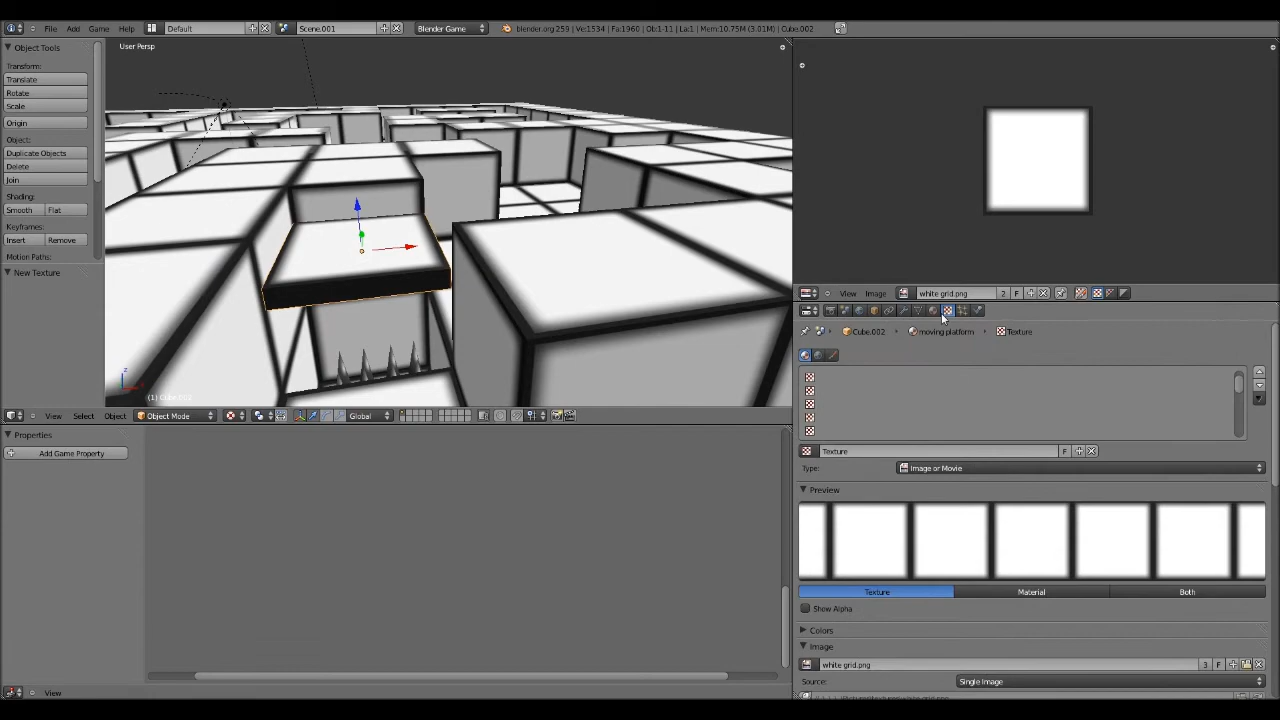 File Add Game Help Default Scene.001 Blender Game blender.org 259 | Ve:1534 | Fa:1960 | Ob:1-11 | La:1 | Mem:10.75M (3.01M) | Cube.002
Object Tools
Transform:
Translate
Rotate
Scale
Origin
Object:
Duplicate Objects
Delete
Join
Shading:
Smooth Flat
Keyframes:
Insert Remove
Motion Paths:
New Texture
User Persp
(1) Cube.002
View Select Object Object Mode Global
Properties
Add Game Property
View
View Image white grid.png 2 F
Cube.002 moving platform Texture
Texture F
Type: Image or Movie
Preview
Texture Material Both
Show Alpha
Colors
Image
white grid.png 3 F
Source: Single Image